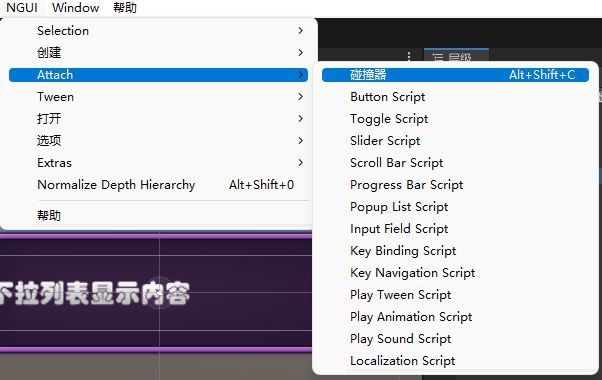 NGUI Window 帮助
Selection
创建
Attach
Tween
打开
选项
Extras
Normalize Depth Hierarchy Alt+Shift+0
帮助
层级
碰撞器 Alt+Shift+C
Button Script
Toggle Script
Slider Script
Scroll Bar Script
Progress Bar Script
Popup List Script
Input Field Script
Key Binding Script
Key Navigation Script
Play Tween Script
Play Animation Script
Play Sound Script
Localization Script
下拉列表显示内容